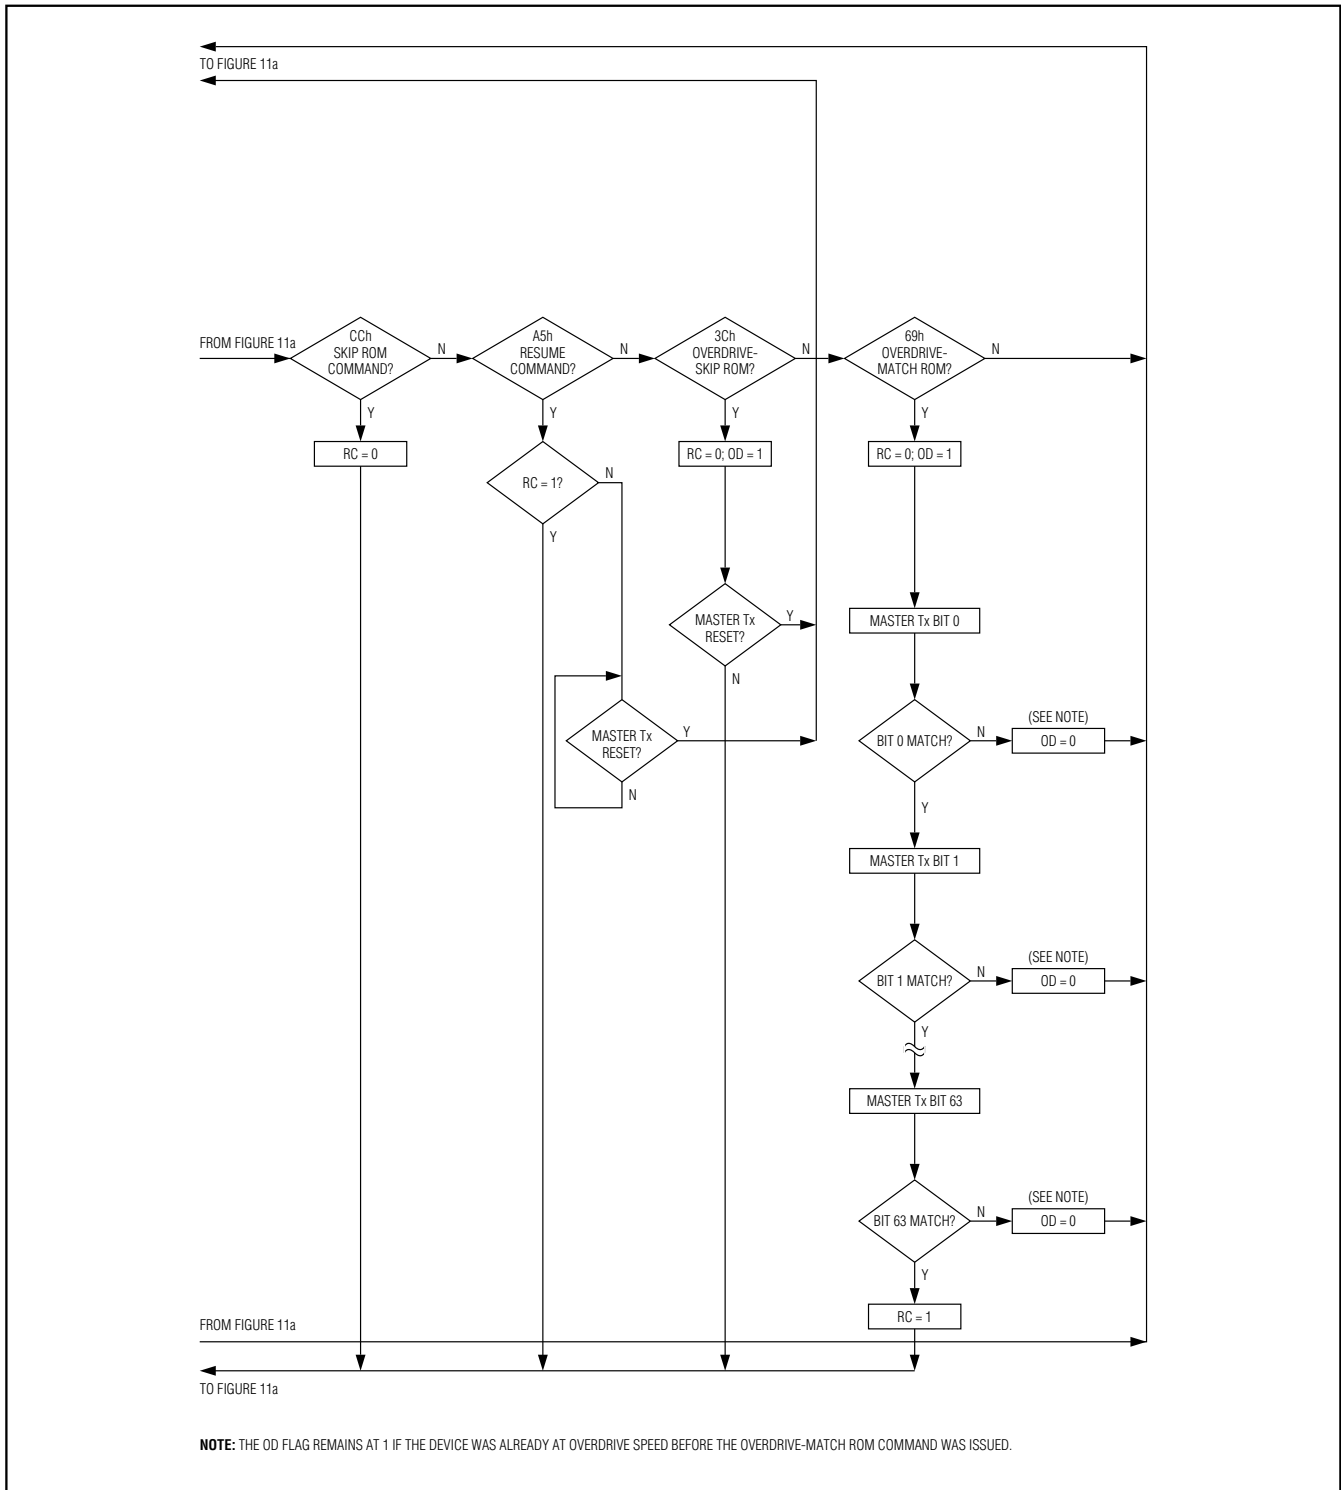 TO FIGURE 11a
FROM FIGURE 11a
CCh
SKIP ROM
COMMAND?
N
A5h
RESUME
COMMAND?
N
3Ch
OVERDRIVE-
SKIP ROM?
N
69h
OVERDRIVE-
MATCH ROM?
N
Y
Y
Y
Y
RC = 0
RC = 1?
N
Y
RC = 0; OD = 1
RC = 0; OD = 1
MASTER Tx
RESET?
Y
N
MASTER Tx BIT 0
MASTER Tx
RESET?
Y
N
BIT 0 MATCH?
N
(SEE NOTE)
OD = 0
Y
MASTER Tx BIT 1
BIT 1 MATCH?
N
(SEE NOTE)
OD = 0
Y
MASTER Tx BIT 63
BIT 63 MATCH?
N
(SEE NOTE)
OD = 0
Y
RC = 1
FROM FIGURE 11a
TO FIGURE 11a
NOTE: THE OD FLAG REMAINS AT 1 IF THE DEVICE WAS ALREADY AT OVERDRIVE SPEED BEFORE THE OVERDRIVE-MATCH ROM COMMAND WAS ISSUED.